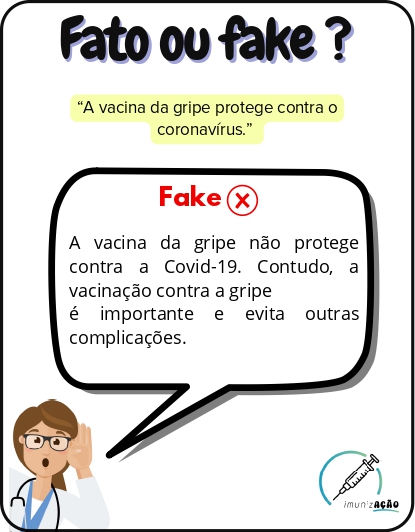 Fato ou fake ?
“A vacina da gripe protege contra o
coronavírus.”
Fake
A vacina da gripe não protege
contra a Covid-19. Contudo, a
vacinação contra a gripe
é importante e evita outras
complicações.
imunizAÇÃO